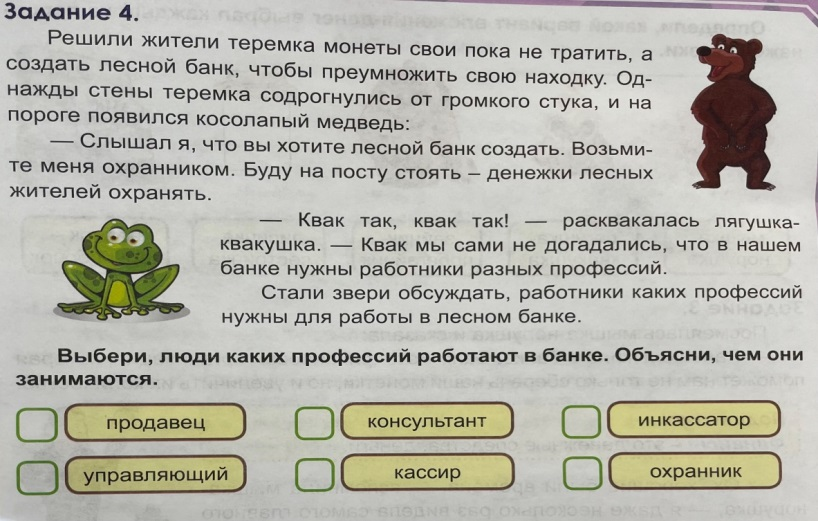 Задание 4.
Решили жители теремка монеты свои пока не тратить, а
создать лесной банк, чтобы преумножить свою находку. Од-
нажды стены теремка содрогнулись от громкого стука, и на
пороге появился косолапый медведь:
— Слышал я, что вы хотите лесной банк создать. Возьми-
те меня охранником. Буду на посту стоять – денежки лесных
жителей охранять.
— Квак так, квак так! — расквакалась лягушка-
квакушка. — Квак мы сами не догадались, что в нашем
банке нужны работники разных профессий.
Стали звери обсуждать, работники каких профессий
нужны для работы в лесном банке.
Выбери, люди каких профессий работают в банке. Объясни, чем они
занимаются.
продавец консультант инкассатор
управляющий кассир охранник